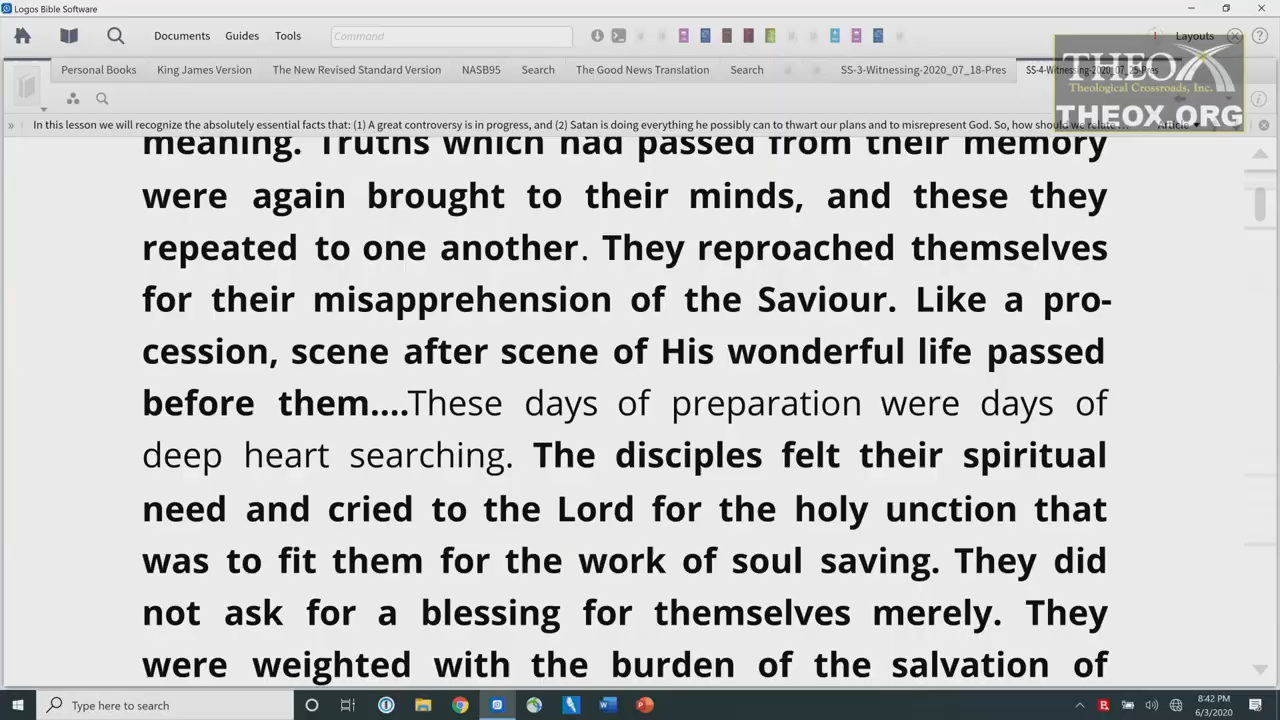 Logos Bible Software
Documents Guides Tools Command Layouts
THEOX
Theological Crossroads, Inc.
THEOX.ORG
Personal Books King James Version The New Revised NASB95 Search The Good News Translation Search SS-3-Witnessing-2020_07_18-Pres SS-4-Witnessing-2020_07_25-Pres
» In this lesson we will recognize the absolutely essential facts that: (1) A great controversy is in progress, and (2) Satan is doing everything he possibly can to thwart our plans and to misrepresent God. So, how should we relate ... Article
meaning. Truths which had passed from their memory
were again brought to their minds, and these they
repeated to one another. They reproached themselves
for their misapprehension of the Saviour. Like a pro-
cession, scene after scene of His wonderful life passed
before them....These days of preparation were days of
deep heart searching. The disciples felt their spiritual
need and cried to the Lord for the holy unction that
was to fit them for the work of soul saving. They did
not ask for a blessing for themselves merely. They
were weighted with the burden of the salvation of
Type here to search
8:42 PM
6/3/2020